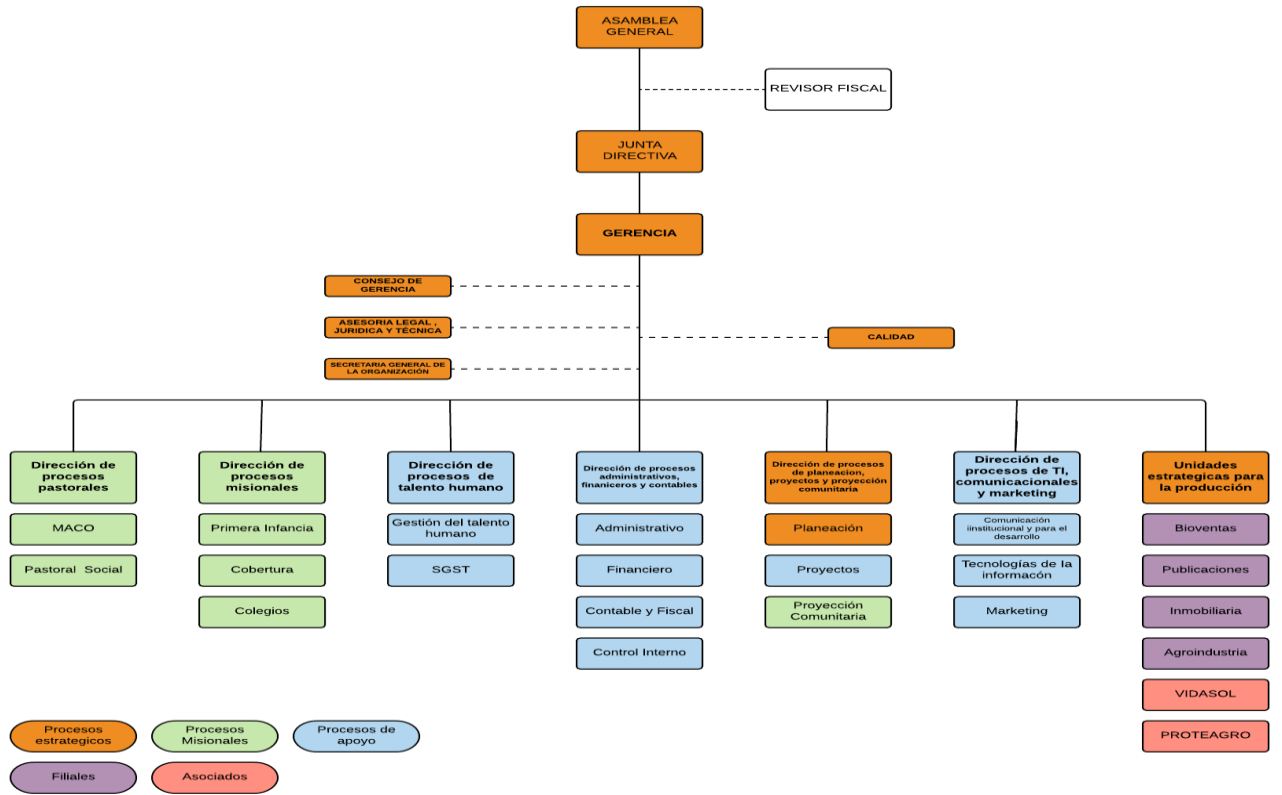 ASAMBLEA
GENERAL
REVISOR FISCAL
JUNTA
DIRECTIVA
GERENCIA
CONSEJO DE
GERENCIA
ASESORIA LEGAL ,
JURIDICA Y TÉCNICA
CALIDAD
SECRETARIA GENERAL DE
LA ORGANIZACIÓN
Dirección de
procesos
pastorales
MACO
Pastoral Social
Dirección de
procesos
misionales
Primera Infancia
Cobertura
Colegios
Dirección de
procesos de
talento humano
Gestión del talento
humano
SGST
Dirección de procesos
administrativos,
finaniceros y contables
Administrativo
Financiero
Contable y Fiscal
Control Interno
Dirección de procesos
de planeacion,
proyectos y proyección
comunitaria
Planeación
Proyectos
Proyección
Comunitaria
Dirección de
procesos de TI,
comunicacionales
y marketing
Comunicación
iinstitucional y para el
desarrollo
Tecnologías de la
informacón
Marketing
Unidades
estrategicas para
la producción
Bioventas
Publicaciones
Inmobiliaria
Agroindustria
VIDASOL
PROTEAGRO
Procesos
estrategicos
Procesos
Misionales
Procesos de
apoyo
Filiales
Asociados